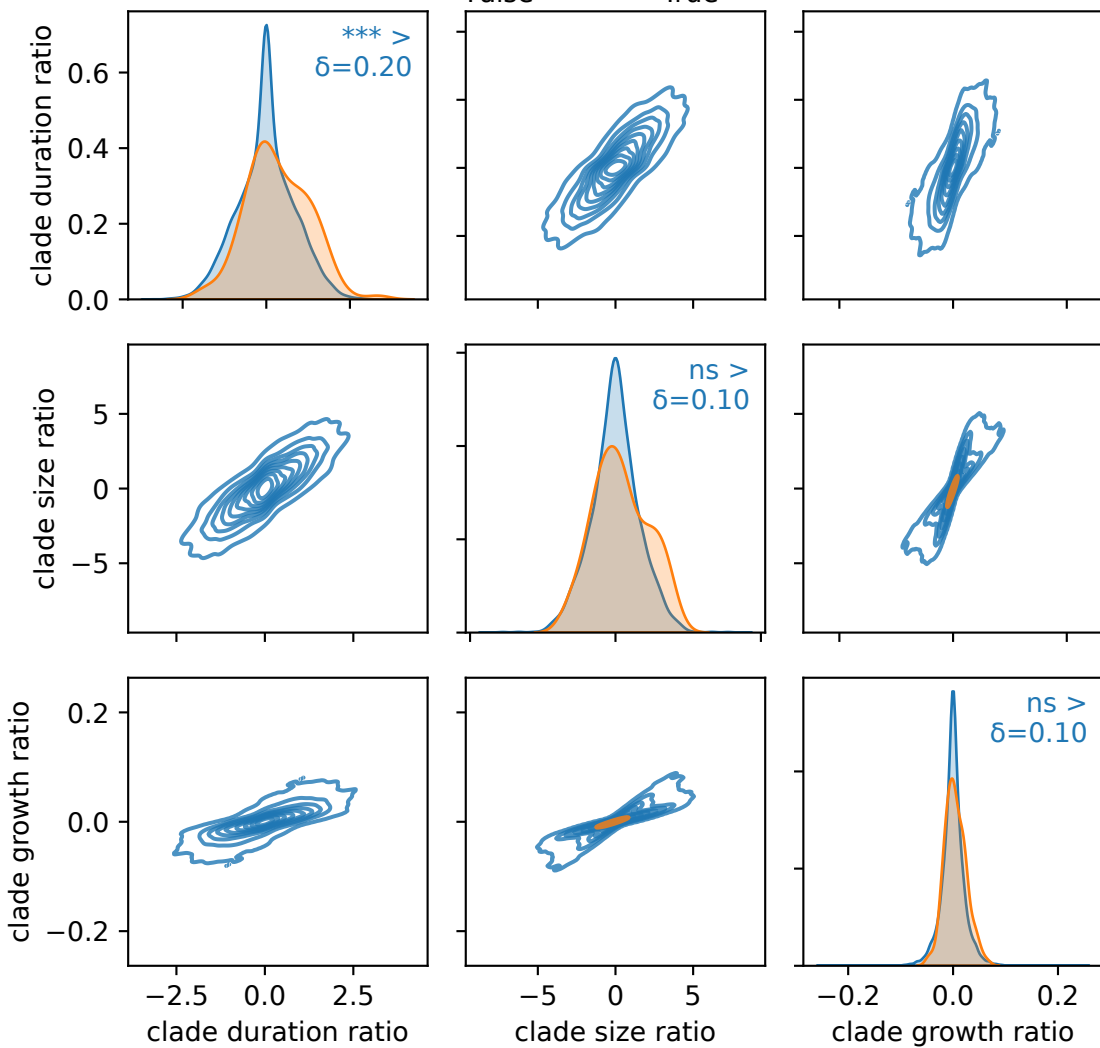 True
clade duration ratio
0.6
0.4
0.2
0.0
*** >
δ=0.20
clade size ratio
5
0
−5
ns >
δ=0.10
clade growth ratio
0.2
0.0
−0.2
ns >
δ=0.10
−2.5 0.0 2.5
−5 0 5
−0.2 0.0 0.2
clade duration ratio
clade size ratio
clade growth ratio